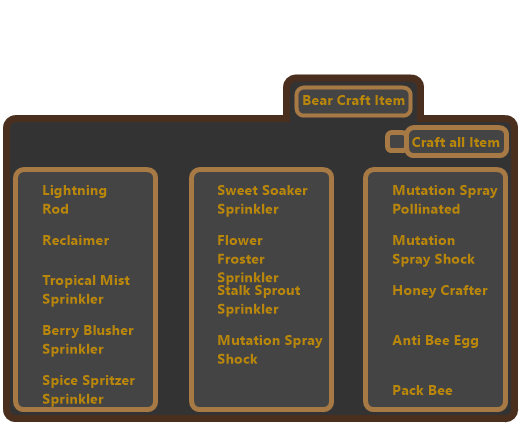 Bear Craft Item
Craft all Item
Lightning
Rod
Reclaimer
Tropical Mist
Sprinkler
Berry Blusher
Sprinkler
Spice Spritzer
Sprinkler
Sweet Soaker
Sprinkler
Flower
Froster
Sprinkler
Stalk Sprout
Sprinkler
Mutation Spray
Shock
Mutation Spray
Pollinated
Mutation
Spray Shock
Honey Crafter
Anti Bee Egg
Pack Bee